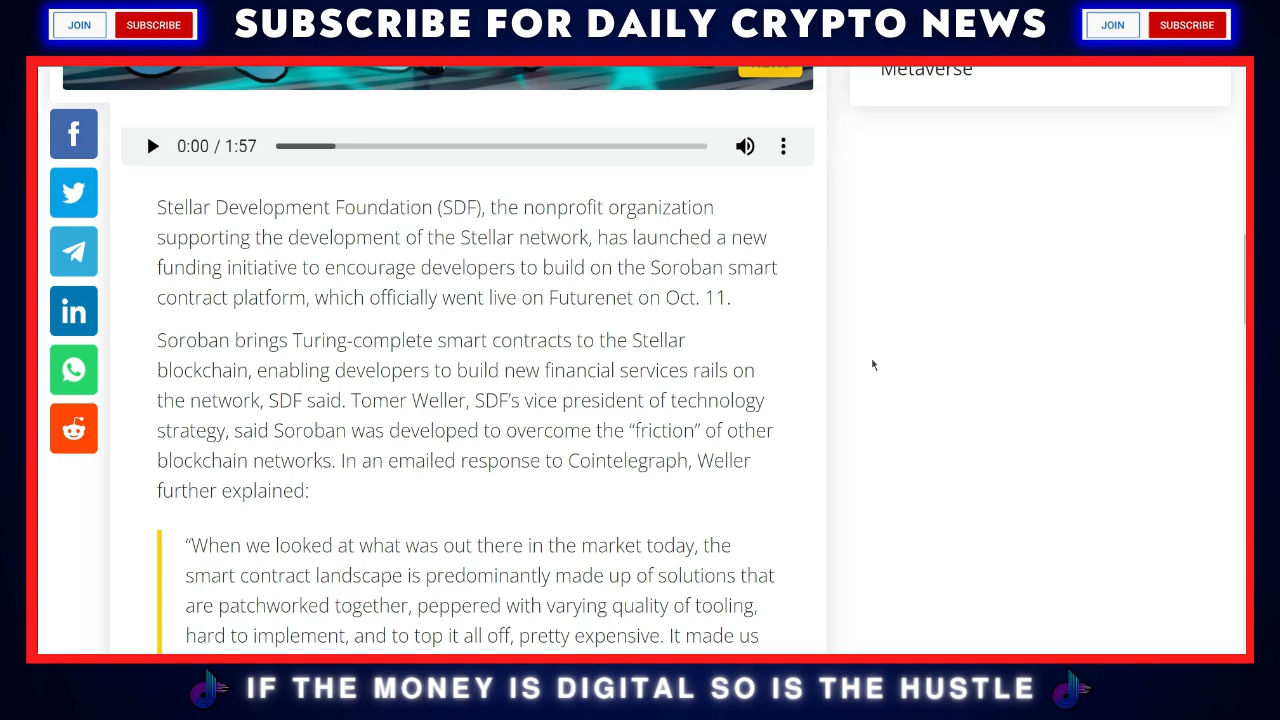 JOIN
SUBSCRIBE
SUBSCRIBE FOR DAILY CRYPTO NEWS
JOIN
SUBSCRIBE
Metaverse
0:00 / 1:57
Stellar Development Foundation (SDF), the nonprofit organization
supporting the development of the Stellar network, has launched a new
funding initiative to encourage developers to build on the Soroban smart
contract platform, which officially went live on Futurenet on Oct. 11.
Soroban brings Turing-complete smart contracts to the Stellar
blockchain, enabling developers to build new financial services rails on
the network, SDF said. Tomer Weller, SDF’s vice president of technology
strategy, said Soroban was developed to overcome the “friction” of other
blockchain networks. In an emailed response to Cointelegraph, Weller
further explained:
“When we looked at what was out there in the market today, the
smart contract landscape is predominantly made up of solutions that
are patchworked together, peppered with varying quality of tooling,
hard to implement, and to top it all off, pretty expensive. It made us
IF THE MONEY IS DIGITAL SO IS THE HUSTLE